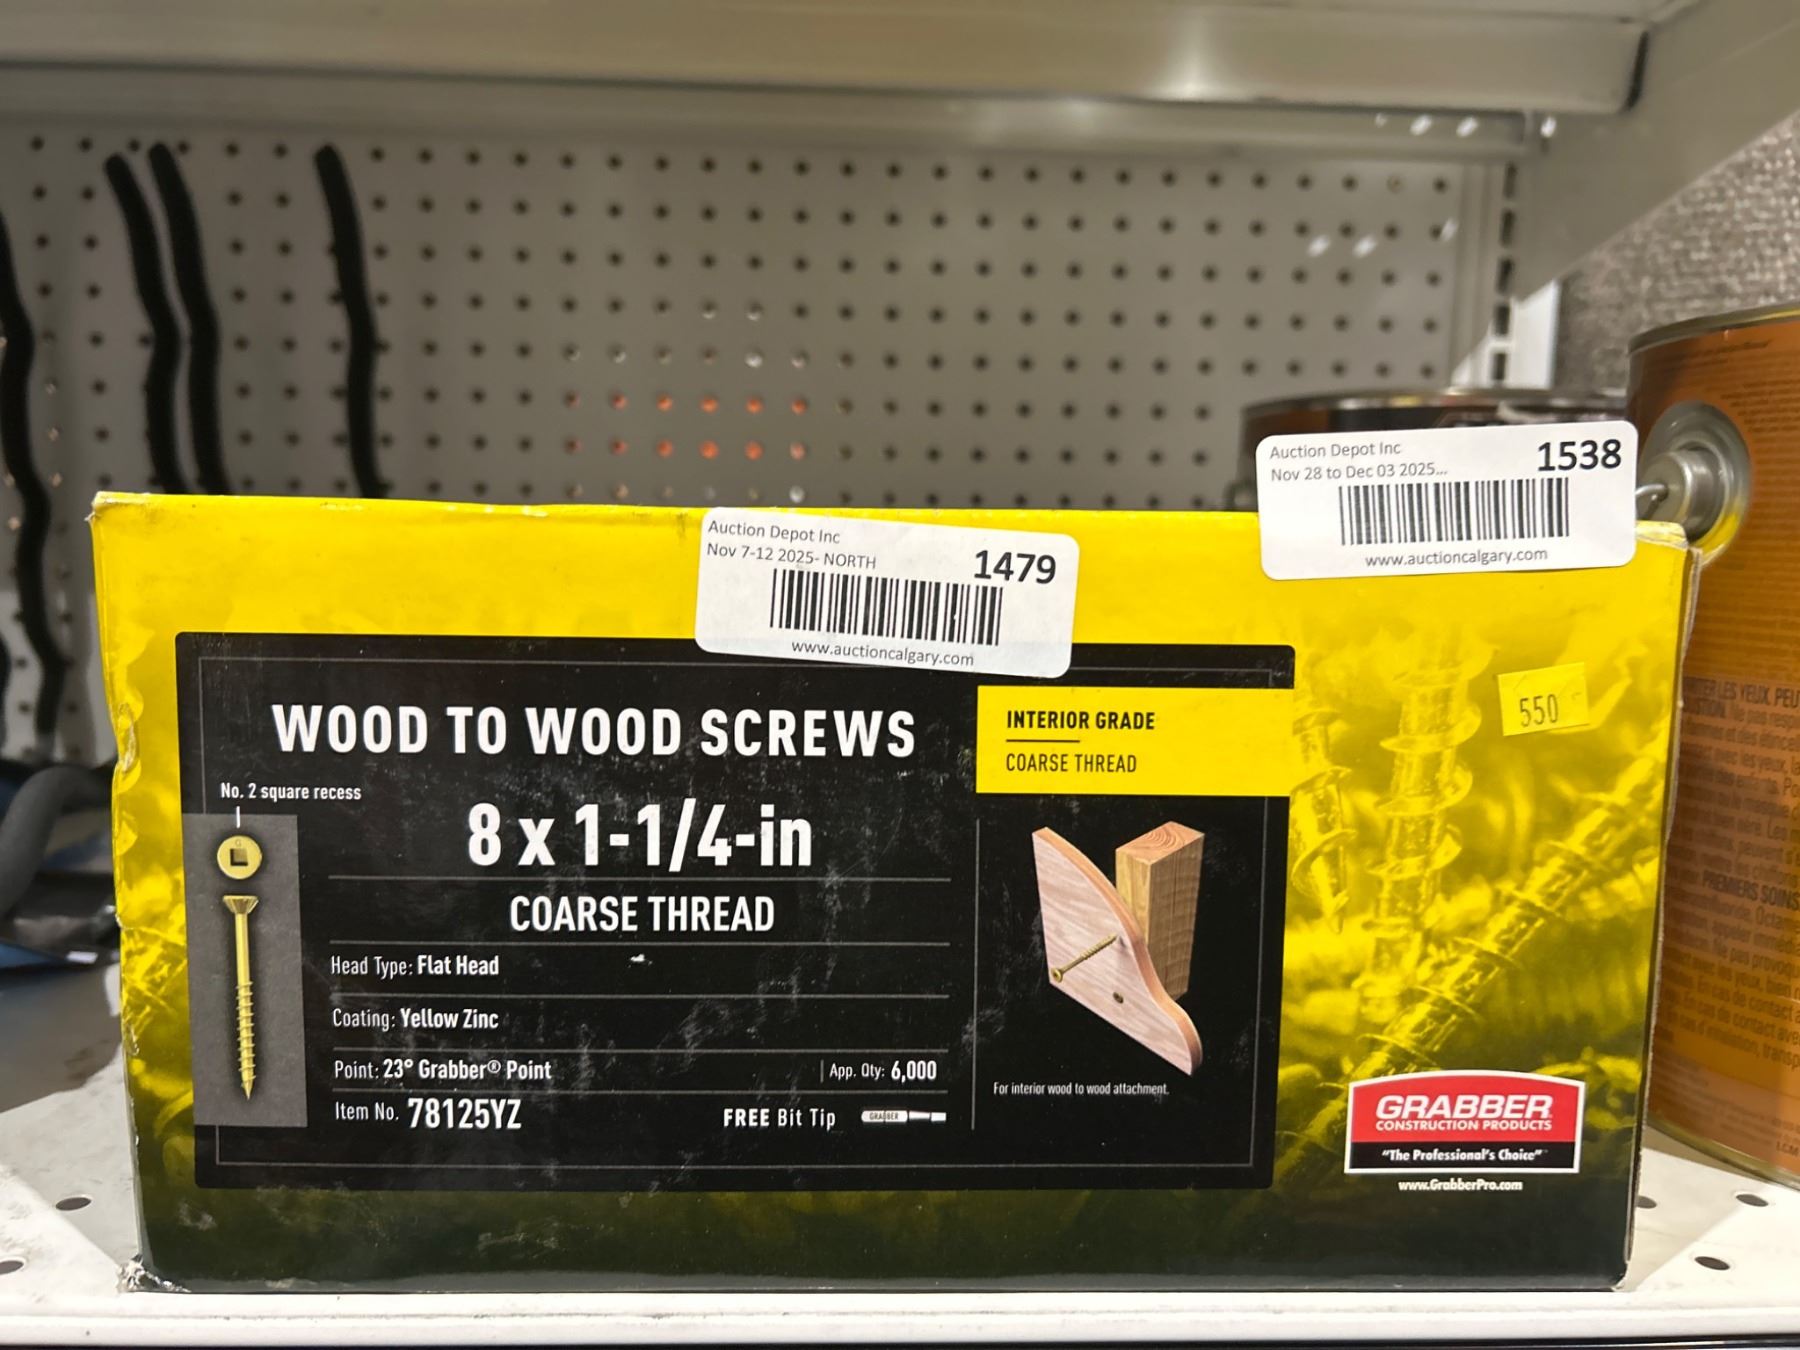 Auction Depot Inc
Nov 28 to Dec 03 2025...
1538
www.auctioncalgary.com
Auction Depot Inc
Nov 7-12 2025- NORTH
1479
www.auctioncalgary.com
550
WOOD TO WOOD SCREWS
INTERIOR GRADE
COARSE THREAD
No. 2 square recess
8 x 1-1/4-in
COARSE THREAD
Head Type: Flat Head
Coating: Yellow Zinc
Point: 23° Grabber® Point
App. Qty: 6,000
Item No. 78125YZ
FREE Bit Tip
GRABBER
For interior wood to wood attachment.
GRABBER
CONSTRUCTION PRODUCTS
"The Professional's Choice"
www.GrabberPro.com
PREMIERS SOINS